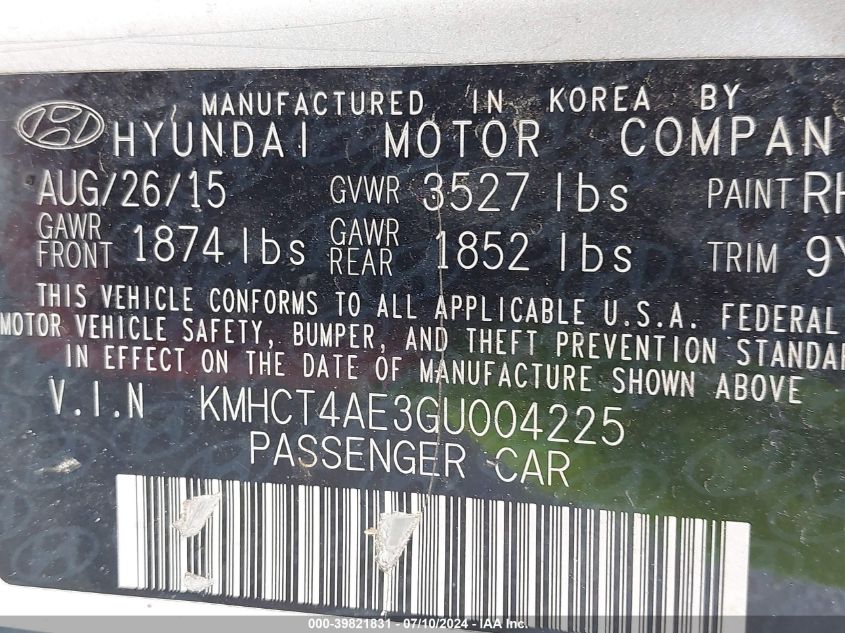 MANUFACTURED IN KOREA BY
HYUNDAI MOTOR COMPAN
AUG/26/15 GVWR 3527 lbs PAINT RH
GAWR FRONT 1874 lbs GAWR REAR 1852 lbs TRIM 9Y
THIS VEHICLE CONFORMS TO ALL APPLICABLE U.S.A. FEDERAL
MOTOR VEHICLE SAFETY, BUMPER, AND THEFT PREVENTION STANDA
IN EFFECT ON THE DATE OF MANUFACTURE SHOWN ABOVE
V.I.N KMHCT4AE3GU004225
PASSENGER CAR
000-39821831 - 07/10/2024 - IAA Inc.